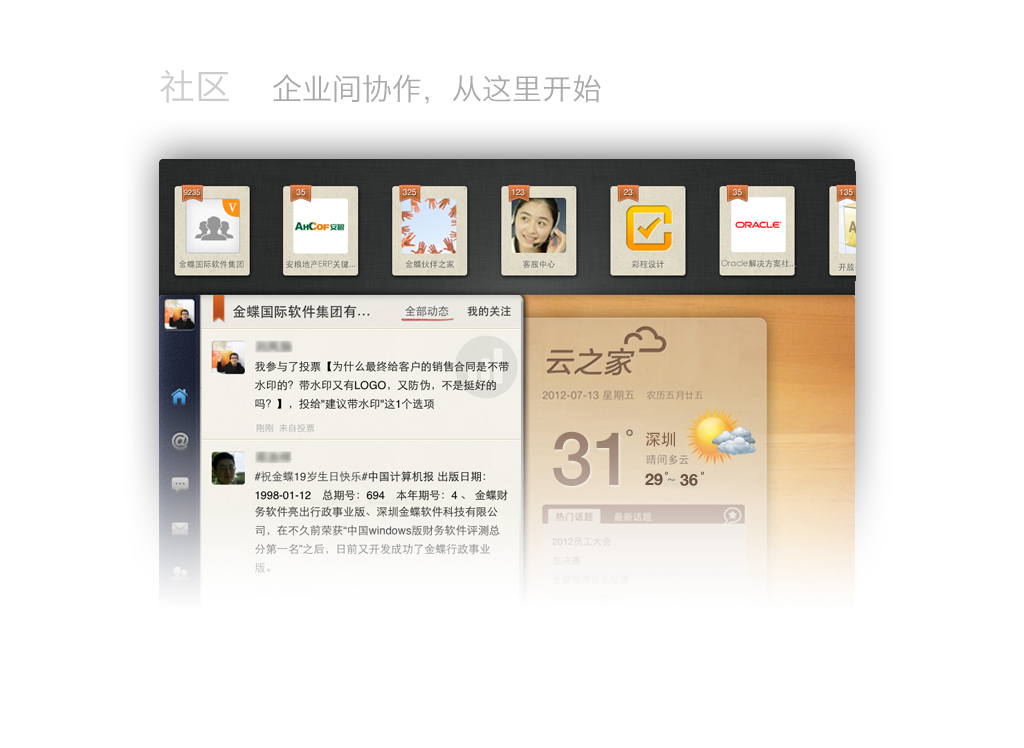 社区
企业间协作，从这里开始
9235
35
325
123
23
35
135
V
AHCOF安粮
ORACLE
金蝶国际软件集团
安粮地产ERP关键...
金蝶伙伴之家
客服中心
彩程设计
Oracle解决方案社...
开放
金蝶国际软件集团有...
全部动态
我的关注
我参与了投票【为什么最终给客户的销售合同是不带
水印的？带水印又有LOGO，又防伪，不是挺好的
吗？】，投给"建议带水印"这1个选项
刚刚 来自投票
#祝金蝶19岁生日快乐#中国计算机报 出版日期：
1998-01-12 总期号：694 本年期号：4 、 金蝶财
务软件亮出行政事业版、深圳金蝶软件科技有限公
司，在不久前荣获“中国windows版财务软件评测总
分第一名”之后，日前又开发成功了金蝶行政事业
版。
云之家
2012-07-13 星期五 农历五月廿五
31°
深圳
晴间多云
29°~ 36°
热门话题
最新话题
2012员工大会
总决赛